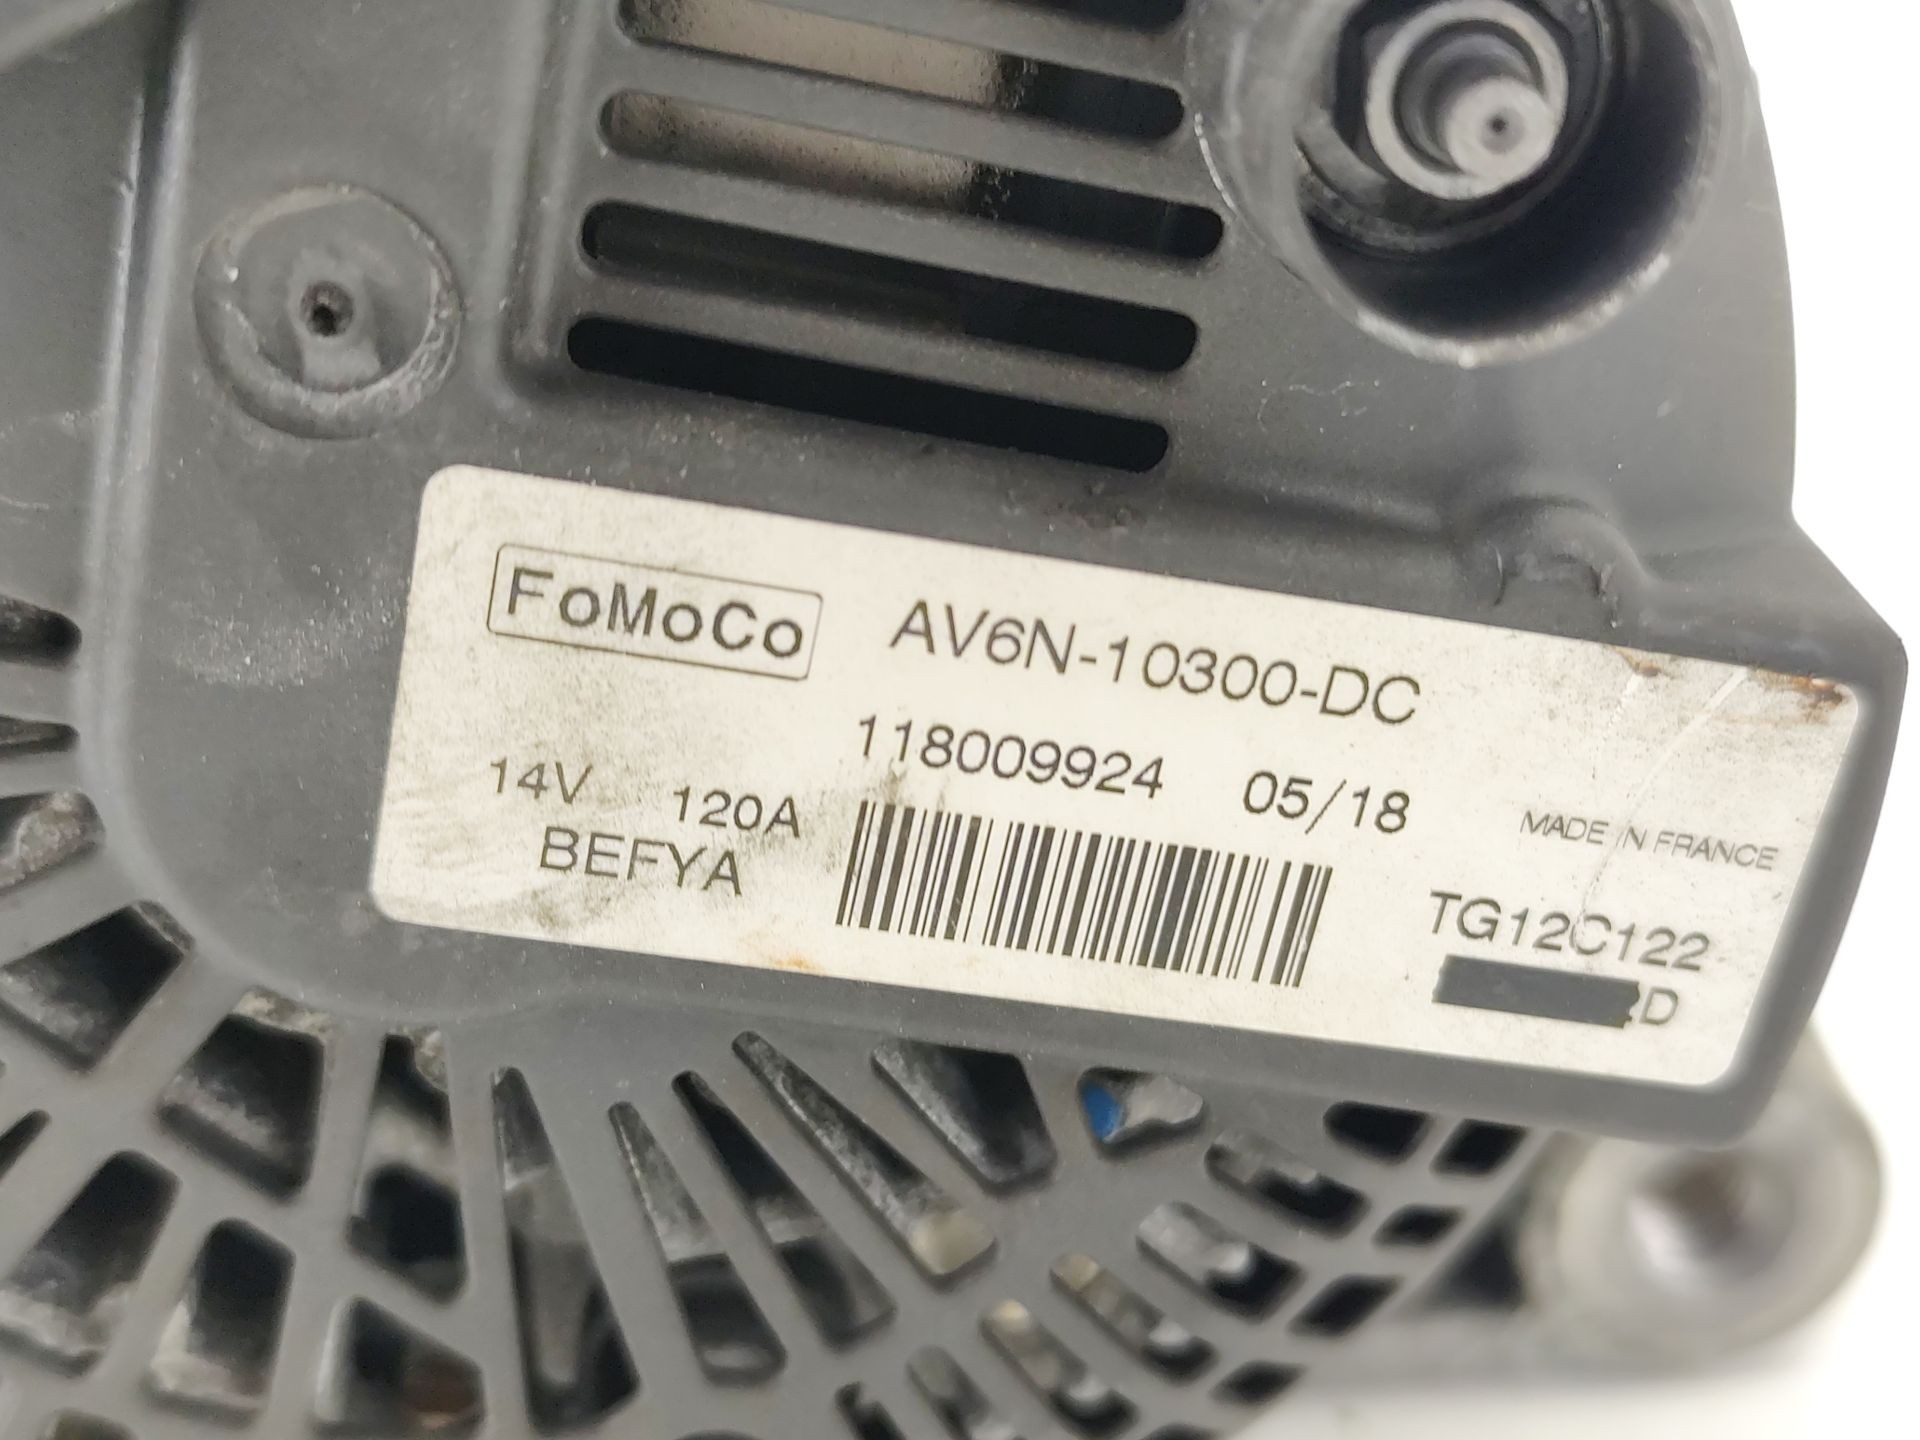 FoMoCo AV6N-10300-DC
118009924 05/18
14V 120A
MADE IN FRANCE
BEFYA
TG12C122
D